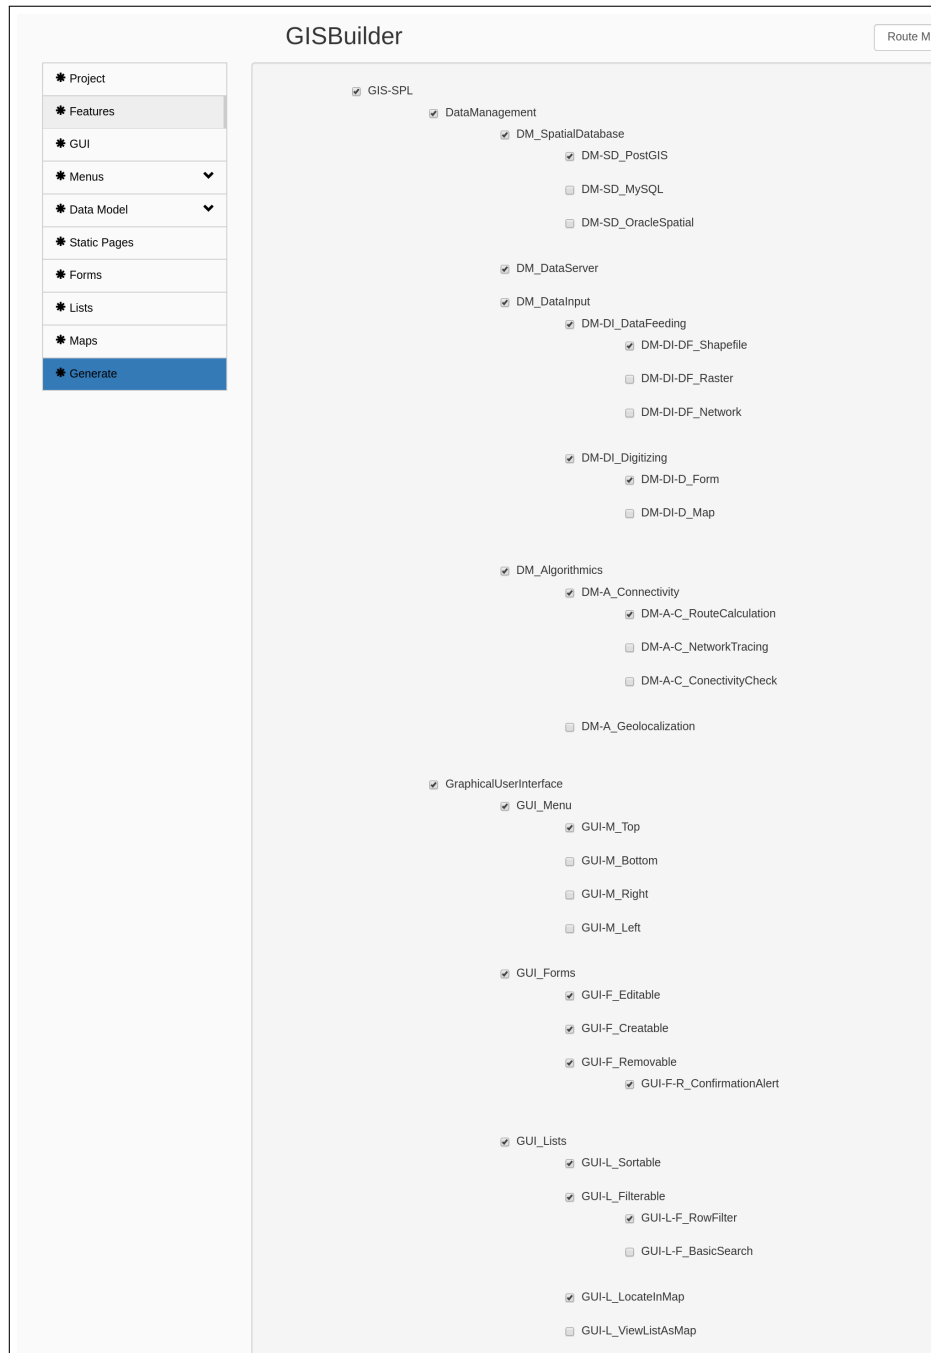 GISBuilder
Route M
Project
Features
GUI
Menus
Data Model
Static Pages
Forms
Lists
Maps
Generate
GIS-SPL
DataManagement
DM_SpatialDatabase
DM-SD_PostGIS
DM-SD_MySQL
DM-SD_OracleSpatial
DM_DataServer
DM_DataInput
DM-DI_DataFeeding
DM-DI-DF_Shapefile
DM-DI-DF_Raster
DM-DI-DF_Network
DM-DI_Digitizing
DM-DI-D_Form
DM-DI-D_Map
DM_Algorithmics
DM-A_Connectivity
DM-A-C_RouteCalculation
DM-A-C_NetworkTracing
DM-A-C_ConectivityCheck
DM-A_Geolocalization
GraphicalUserInterface
GUI_Menu
GUI-M_Top
GUI-M_Bottom
GUI-M_Right
GUI-M_Left
GUI_Forms
GUI-F_Editable
GUI-F_Creatable
GUI-F_Removable
GUI-F-R_ConfirmationAlert
GUI_Lists
GUI-L_Sortable
GUI-L_Filterable
GUI-L-F_RowFilter
GUI-L-F_BasicSearch
GUI-L_LocateInMap
GUI-L_ViewListAsMap